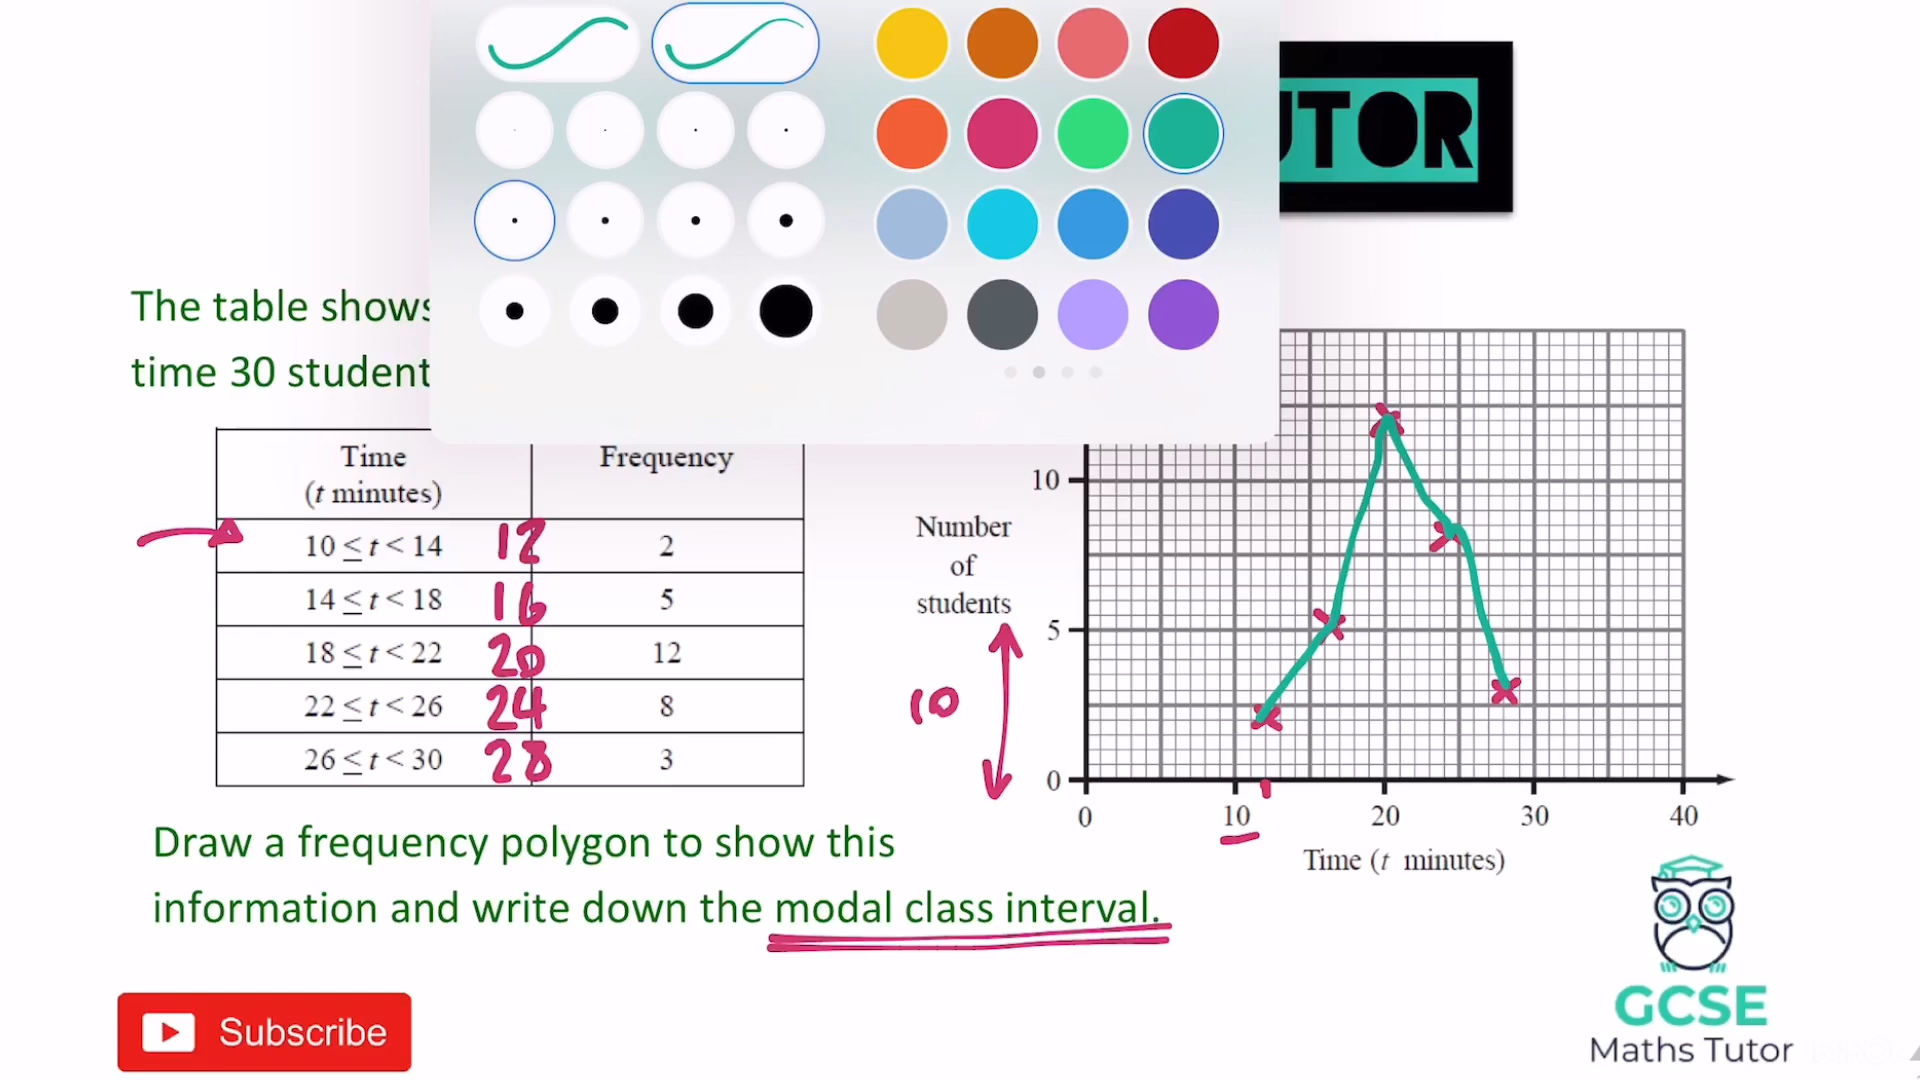 UTOR
The table shows
time 30 student
Time
(t minutes)
Frequency
10 ≤ t < 14 12 2
14 ≤ t < 18 16 5
18 ≤ t < 22 20 12
22 ≤ t < 26 24 8
26 ≤ t < 30 28 3
Number
of
students
10
10
5
0
0 10 20 30 40
Time (t minutes)
Draw a frequency polygon to show this
information and write down the modal class interval.
Subscribe
GCSE
Maths Tutor